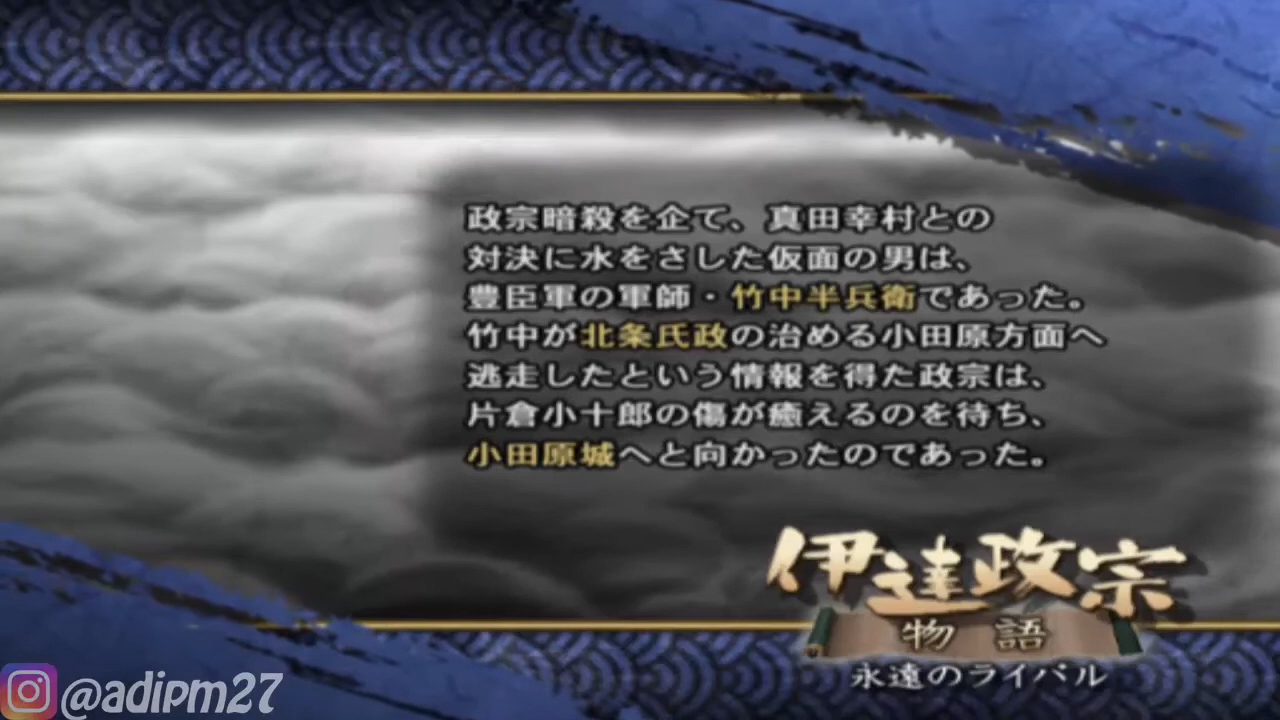 政宗暗殺を企て、真田幸村との
対決に水をさした仮面の男は、
豊臣軍の軍師・竹中半兵衛であった。
竹中が北条氏政の治める小田原方面へ
逃走したという情報を得た政宗は、
片倉小十郎の傷が癒えるのを待ち、
小田原城へと向かったのであった。
伊達政宗
物語
永遠のライバル
@adipm27